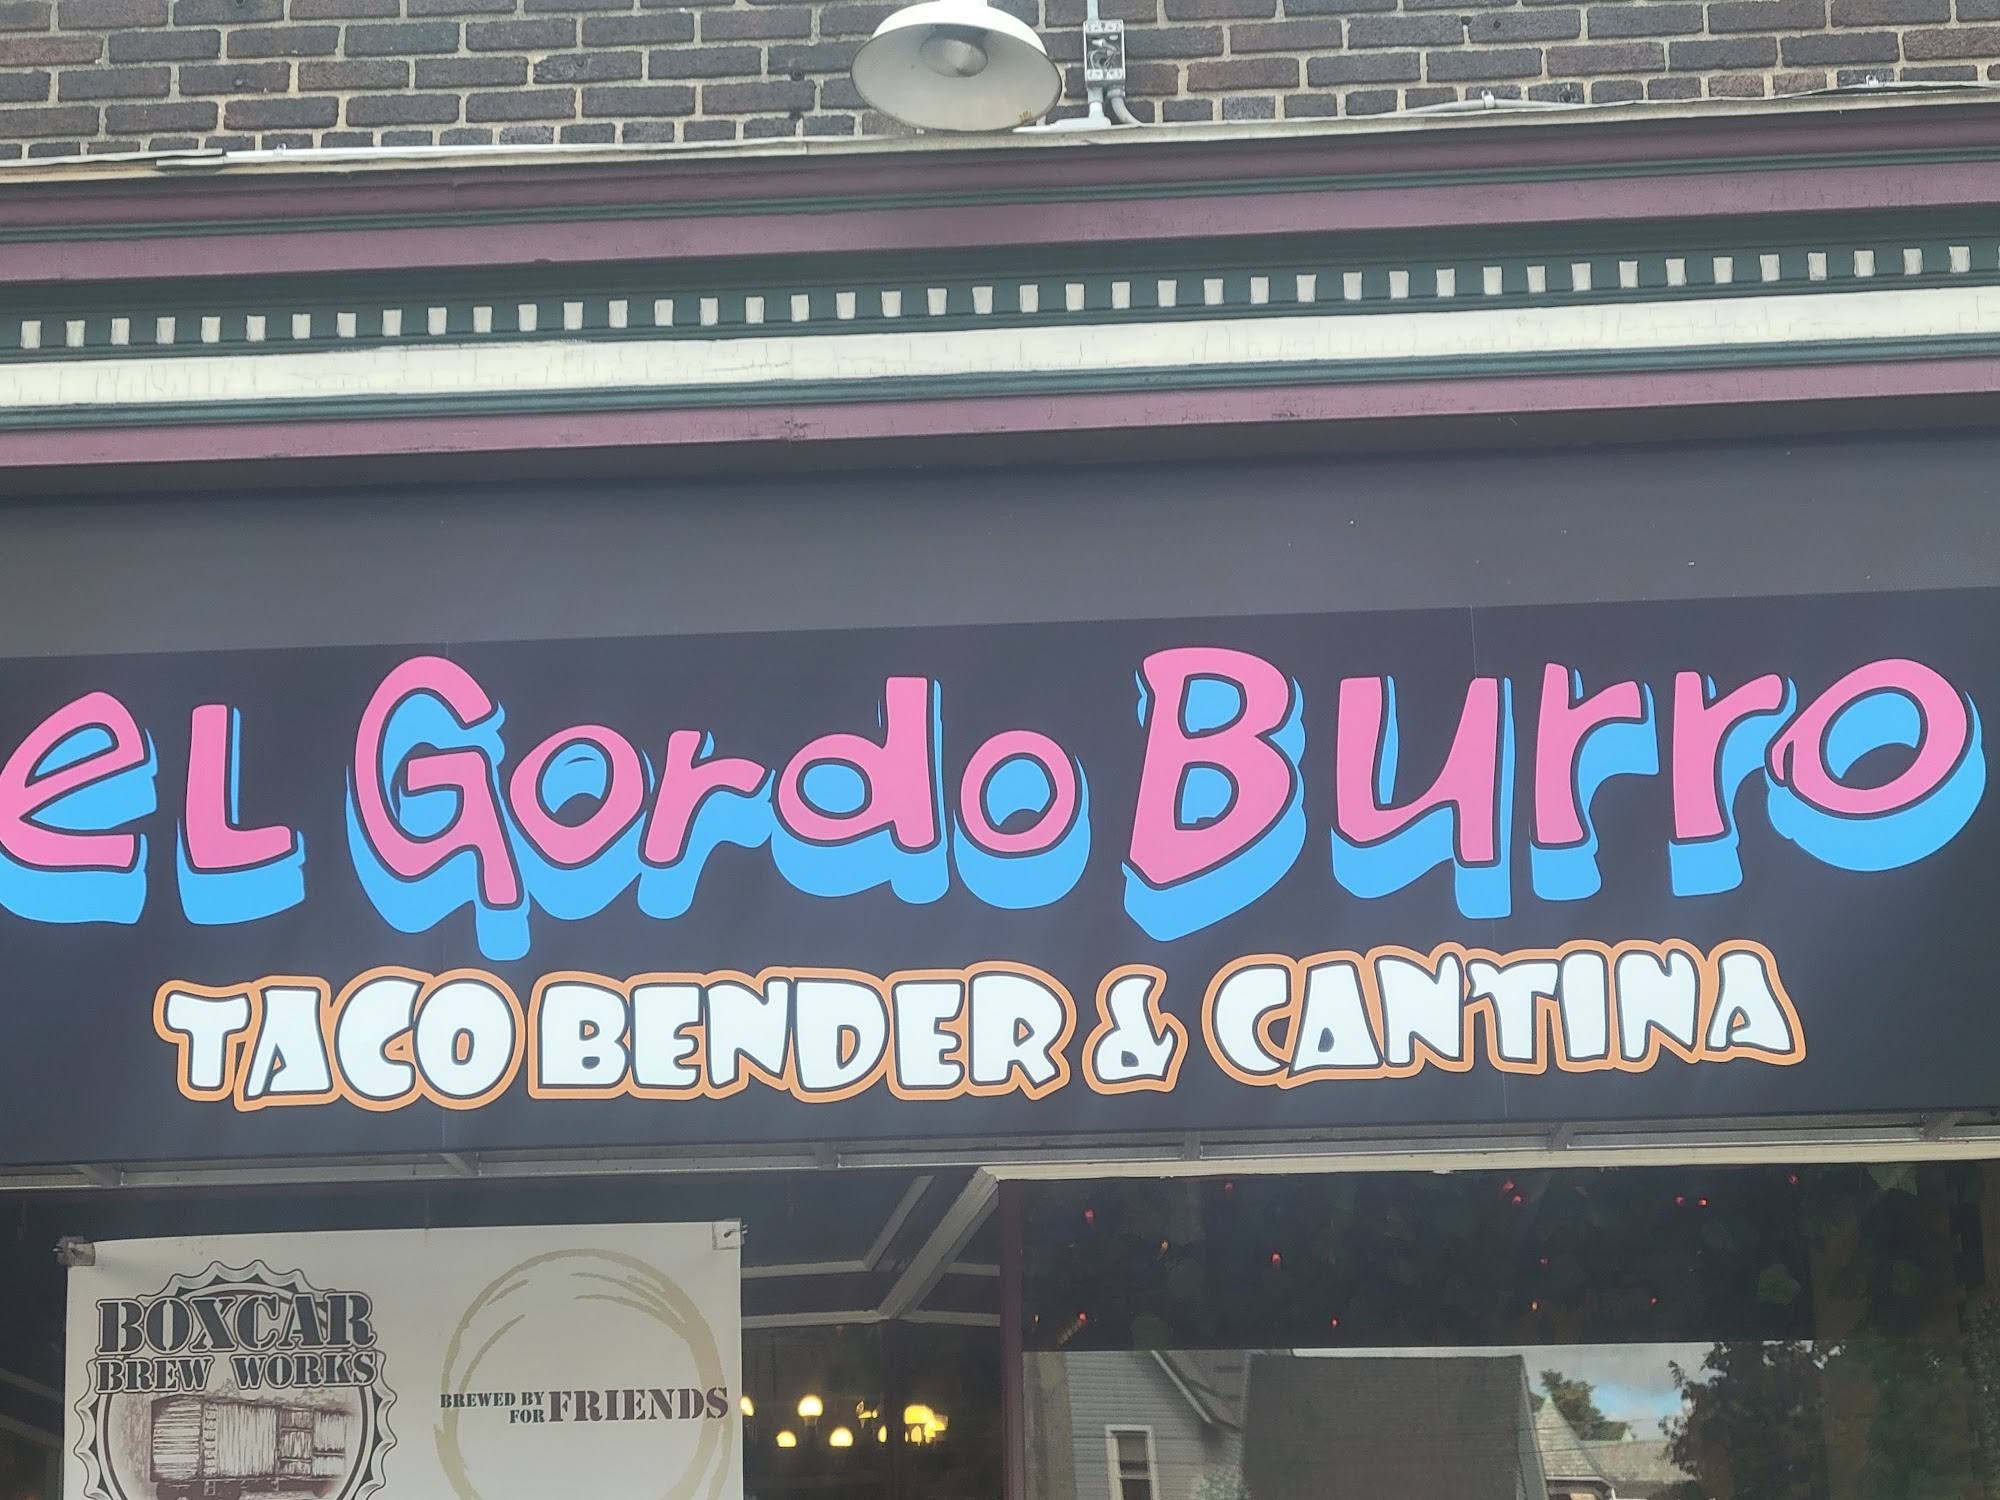 eL Gordo Burro
TACO BENDER & CANTINA
BOXCAR
BREW WORKS
BREWED BY
FOR FRIENDS